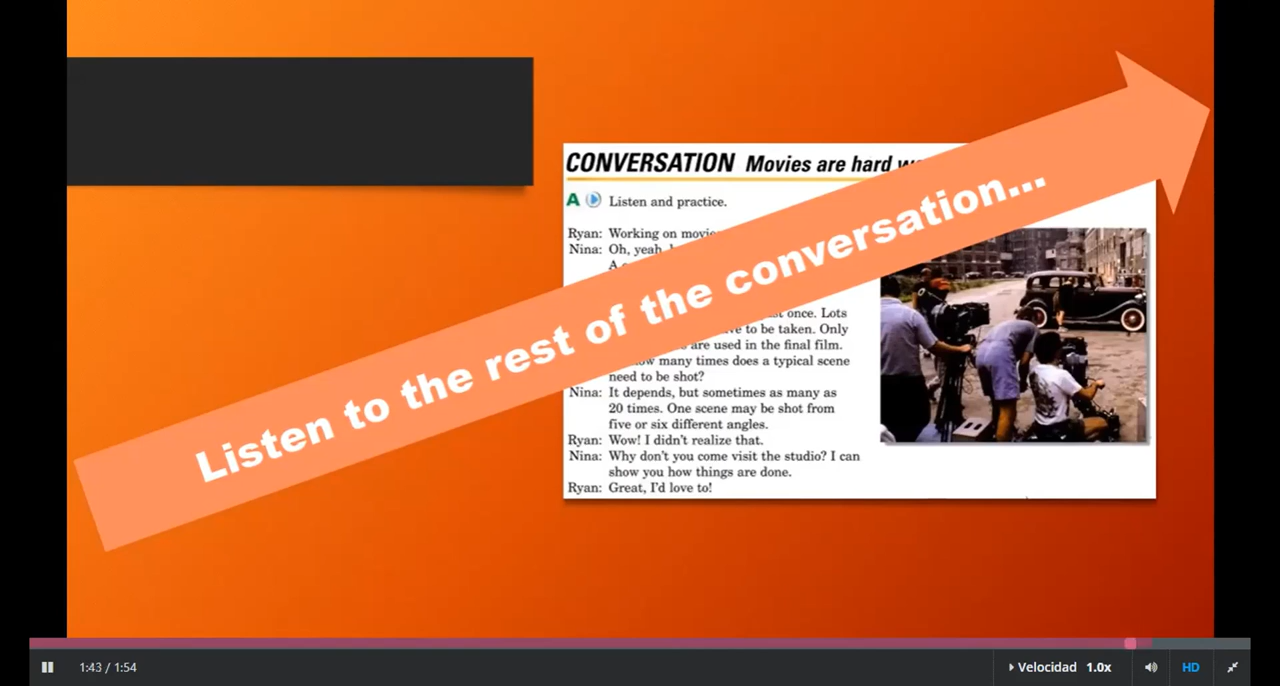 CONVERSATION Movies are hard
A Listen and practice.
Ryan: Working on
Nina: Oh, yeah,
A
once. Lots
to be taken. Only
are used in the final film.
many times does a typical scene
need to be shot?
Nina: It depends, but sometimes as many as
20 times. One scene may be shot from
five or six different angles.
Ryan: Wow! I didn't realize that.
Nina: Why don't you come visit the studio? I can
show you how things are done.
Ryan: Great, I'd love to!
Listen to the rest of the conversation...
1:43 / 1:54
Velocidad 1.0x
HD